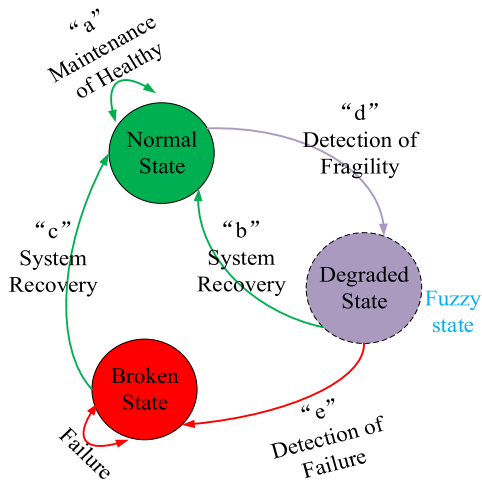 “a”
Maintenance
of Healthy
Normal
State
“d”
Detection of
Fragility
“c”
System
Recovery
“b”
System
Recovery
Degraded
State
Fuzzy
state
Broken
State
Failure
“e”
Detection of
Failure